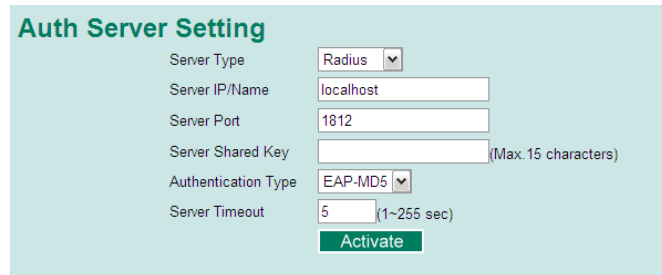 Auth Server Setting
Server Type Radius
Server IP/Name localhost
Server Port 1812
Server Shared Key (Max.15 characters)
Authentication Type EAP-MD5
Server Timeout 5 (1~255 sec)
Activate